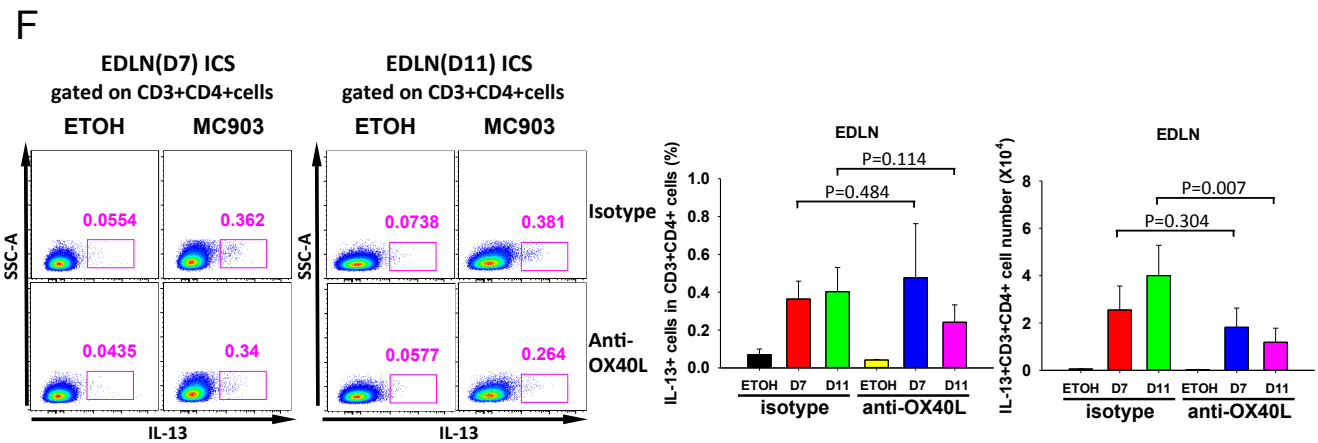 F
EDLN(D7) ICS
gated on CD3+CD4+cells
ETOH MC903
EDLN(D11) ICS
gated on CD3+CD4+cells
ETOH MC903
0.0554 0.362 0.0738 0.381
Isotype
0.0435 0.34 0.0577 0.264
Anti-
OX40L
SSC-A
IL-13
SSC-A
IL-13
EDLN
IL-13+ cells in CD3+CD4+ cells (%)
P=0.114
P=0.484
1.0
0.8
0.6
0.4
0.2
0.0
ETOH D7 D11 ETOH D7 D11
isotype anti-OX40L
EDLN
IL-13+CD3+CD4+ cell number (X10⁴)
P=0.007
P=0.304
8
6
4
2
0
ETOH D7 D11 ETOH D7 D11
isotype anti-OX40L